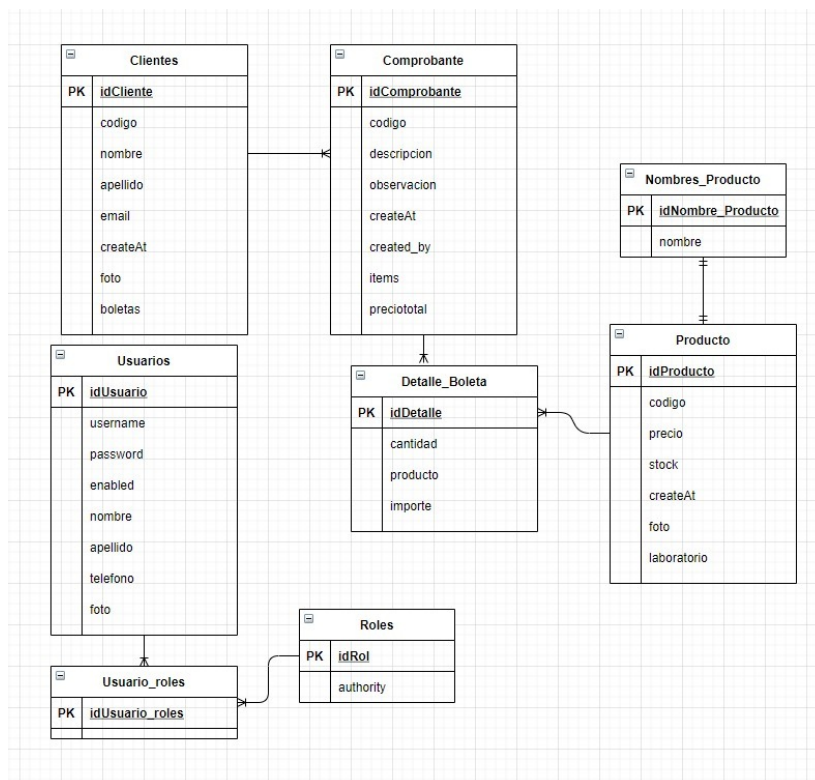 Clientes
PK idCliente
codigo
nombre
apellido
email
createAt
foto
boletas
Comprobante
PK idComprobante
codigo
descripcion
observacion
createAt
created_by
items
preciototal
Nombres_Producto
PK idNombre_Producto
nombre
Producto
PK idProducto
codigo
precio
stock
createAt
foto
laboratorio
Detalle_Boleta
PK idDetalle
cantidad
producto
importe
Usuarios
PK idUsuario
username
password
enabled
nombre
apellido
telefono
foto
Roles
PK idRol
authority
Usuario_roles
PK idUsuario_roles